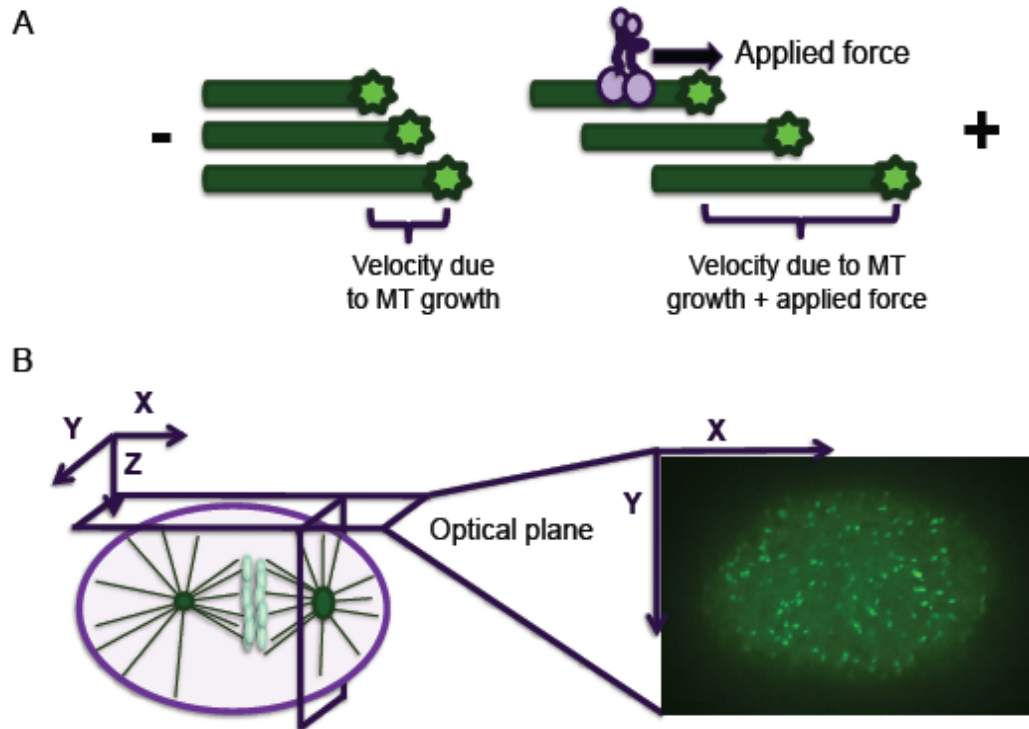 A
Applied force
-
+
Velocity due
to MT growth
Velocity due to MT
growth + applied force
B
X
Y
Z
Optical plane
X
Y